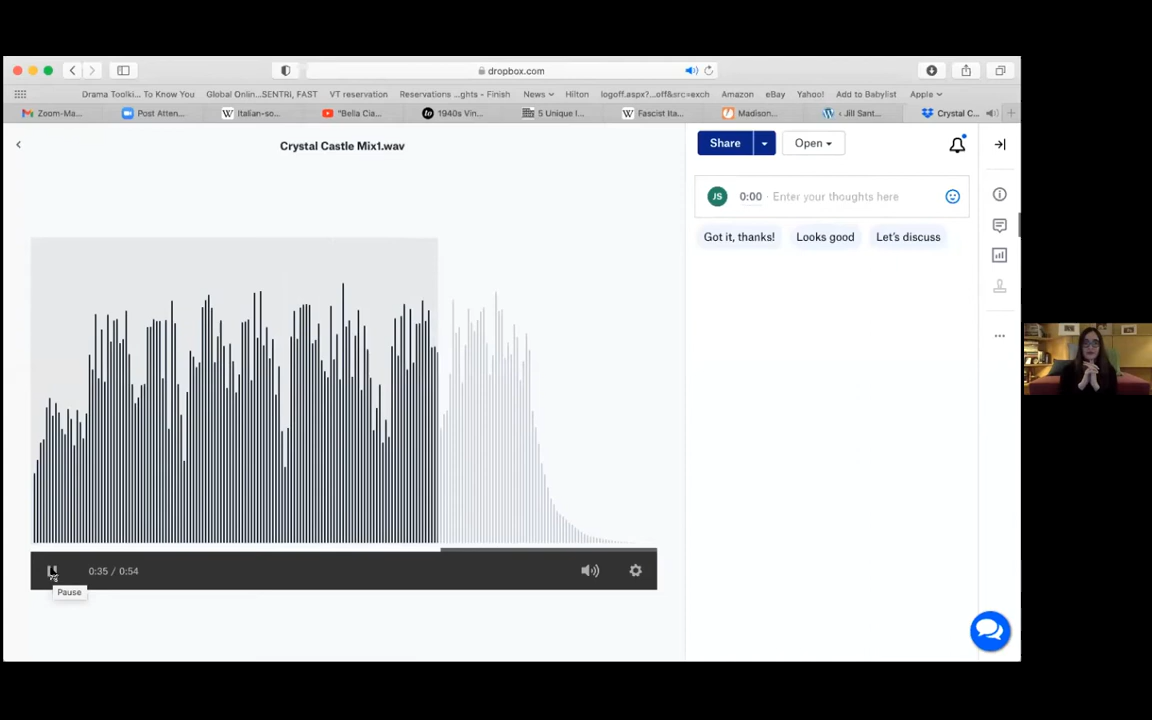 dropbox.com
Drama Toolki... To Know You Global Onlin...SENTRI, FAST VT reservation Reservations ...ghts - Finish News Hilton logoff.aspx?...off&src=exch Amazon eBay Yahoo! Add to Babylist Apple
Zoom-Ma... Post Atten... Italian-so... "Bella Cia... 1940s Vin... 5 Unique I... Fascist Ita... Madison... ‹ Jill Sant... Crystal C...
Crystal Castle Mix1.wav
Share Open
JS 0:00 Enter your thoughts here
Got it, thanks! Looks good Let's discuss
0:35 / 0:54
Pause